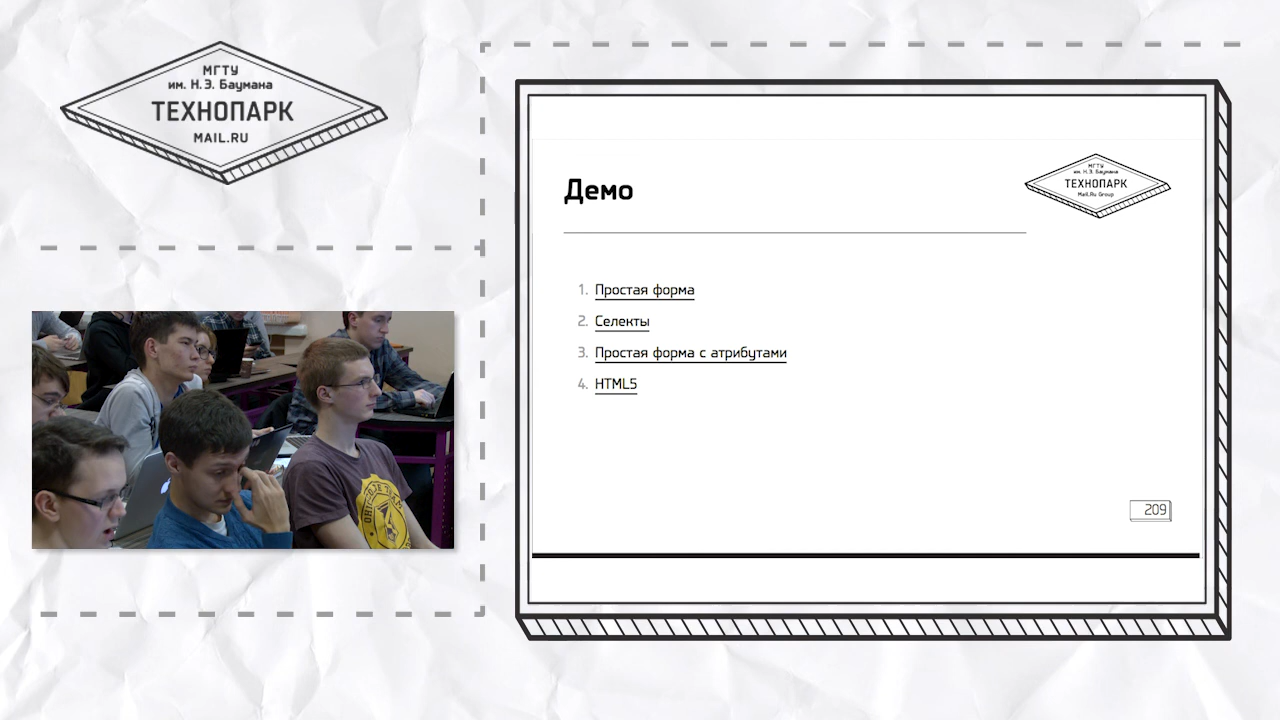 МГТУ
им. Н.Э. Баумана
ТЕХНОПАРК
MAIL.RU
Демо
МГТУ
им. Н.Э. Баумана
ТЕХНОПАРК
Mail.Ru Group
1. Простая форма
2. Селекты
3. Простая форма с атрибутами
4. HTML5
209